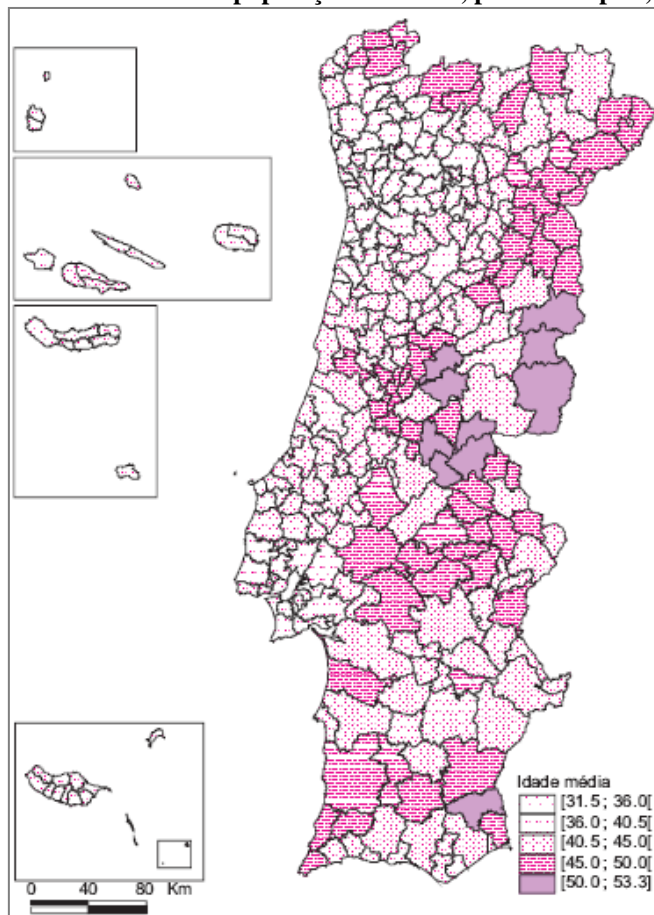 população
Idade média
[31.5; 36.0[
[36.0; 40.5[
[40.5; 45.0[
[45.0; 50.0[
[50.0; 53.3]
0 40 80 Km